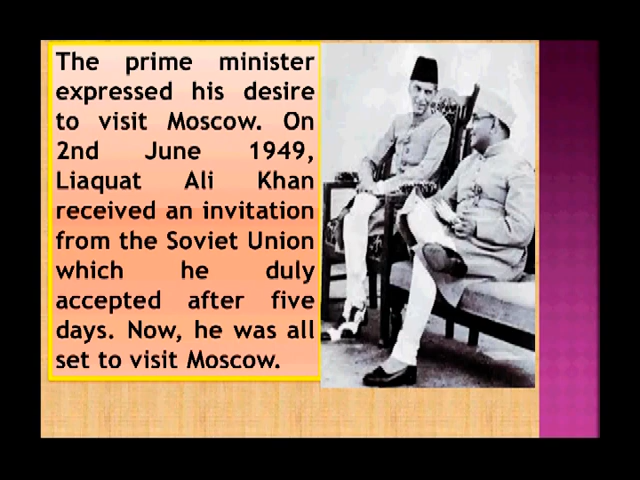 The prime minister
expressed his desire
to visit Moscow. On
2nd June 1949,
Liaquat Ali Khan
received an invitation
from the Soviet Union
which he duly
accepted after five
days. Now, he was all
set to visit Moscow.